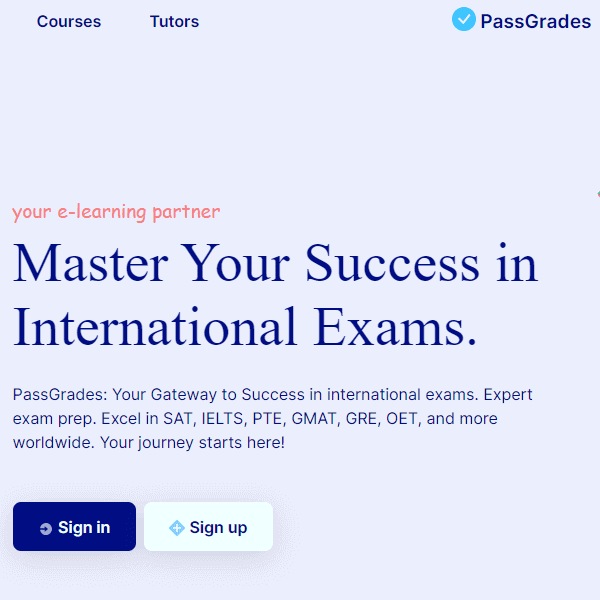 Courses Tutors PassGrades
your e-learning partner
Master Your Success in
International Exams.
PassGrades: Your Gateway to Success in international exams. Expert
exam prep. Excel in SAT, IELTS, PTE, GMAT, GRE, OET, and more
worldwide. Your journey starts here!
Sign in Sign up